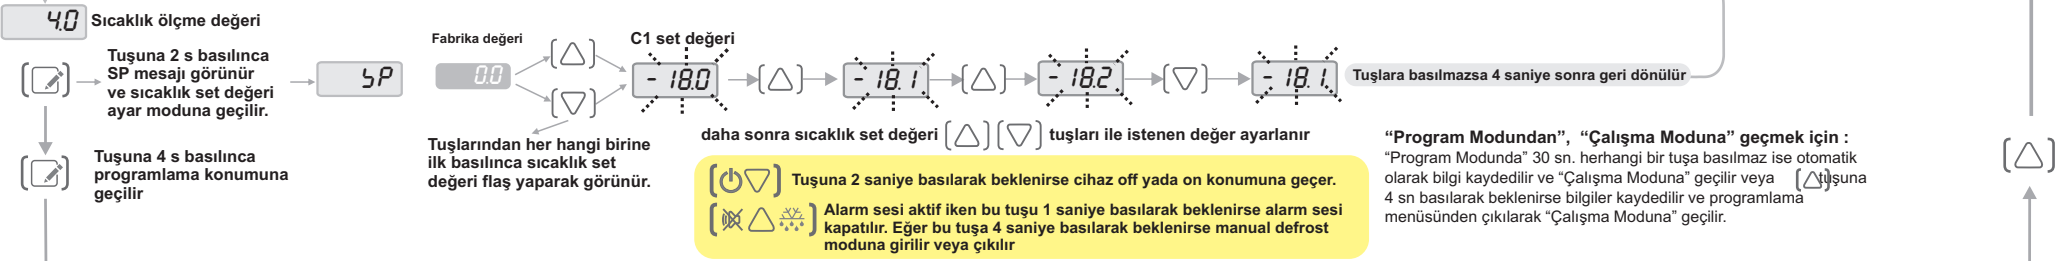 4.0 Sıcaklık ölçme değeri
Tuşuna 2 s basılınca
SP mesajı görünür
ve sıcaklık set değeri
ayar moduna geçilir.
SP
Fabrika değeri
0.0
C1 set değeri
- 18.0
- 18.1
- 18.2
- 18.1
Tuşlara basılmazsa 4 saniye sonra geri dönülür
Tuşlarından her hangi birine
ilk basılınca sıcaklık set
değeri flaş yaparak görünür.
daha sonra sıcaklık set değeri tuşları ile istenen değer ayarlanır
Tuşuna 4 s basılınca
programlama konumuna
geçilir
Tuşuna 2 saniye basılarak beklenirse cihaz off yada on konumuna geçer.
Alarm sesi aktif iken bu tuşu 1 saniye basılarak beklenirse alarm sesi
kapatılır. Eğer bu tuşa 4 saniye basılarak beklenirse manual defrost
moduna girilir veya çıkılır
“Program Modundan”, “Çalışma Moduna” geçmek için :
“Program Modunda” 30 sn. herhangi bir tuşa basılmaz ise otomatik
olarak bilgi kaydedilir ve “Çalışma Moduna” geçilir veya tuşuna
4 sn basılarak beklenirse bilgiler kaydedilir ve programlama
menüsünden çıkılarak “Çalışma Moduna” geçilir.